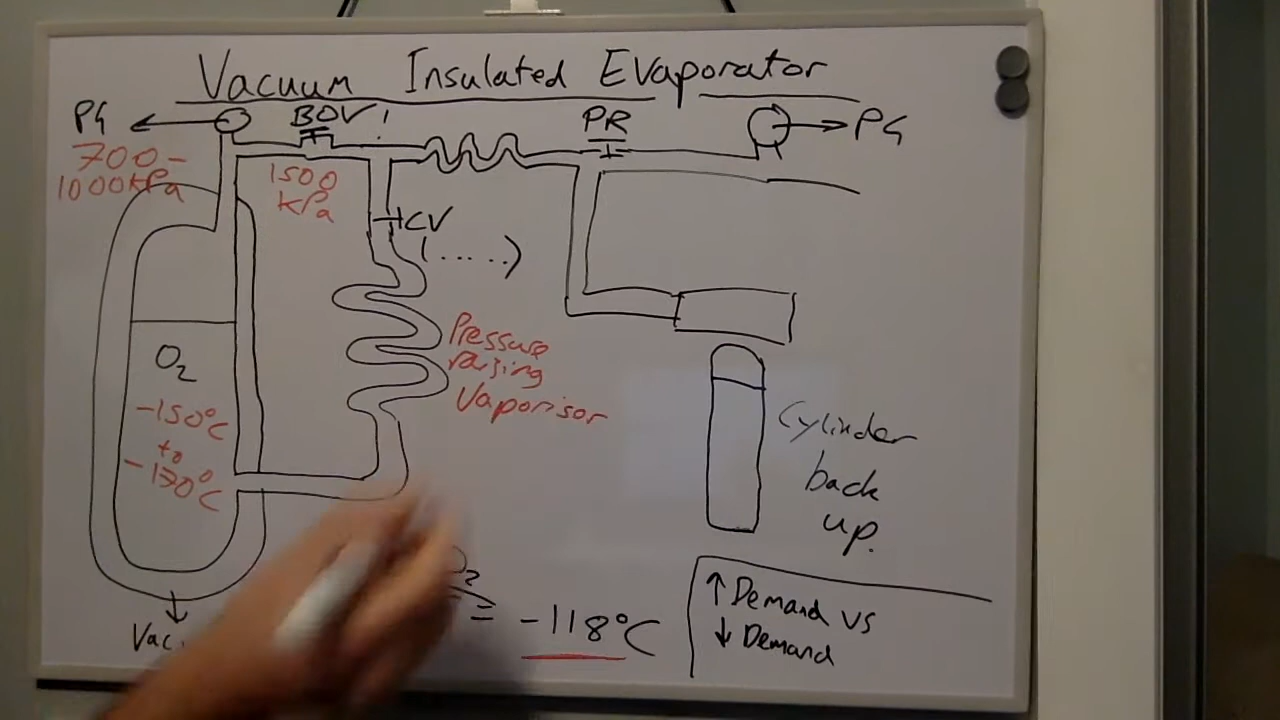 Vacuum Insulated Evaporator
PG
BOV!
PR
PG
700-
1000kPa
1500
kPa
CV
(.....)
O₂
-150°C
to
Pressure
raising
Vaporisor
Cylinder
back
up.
= -118°C
↑ Demand vs
↓ Demand